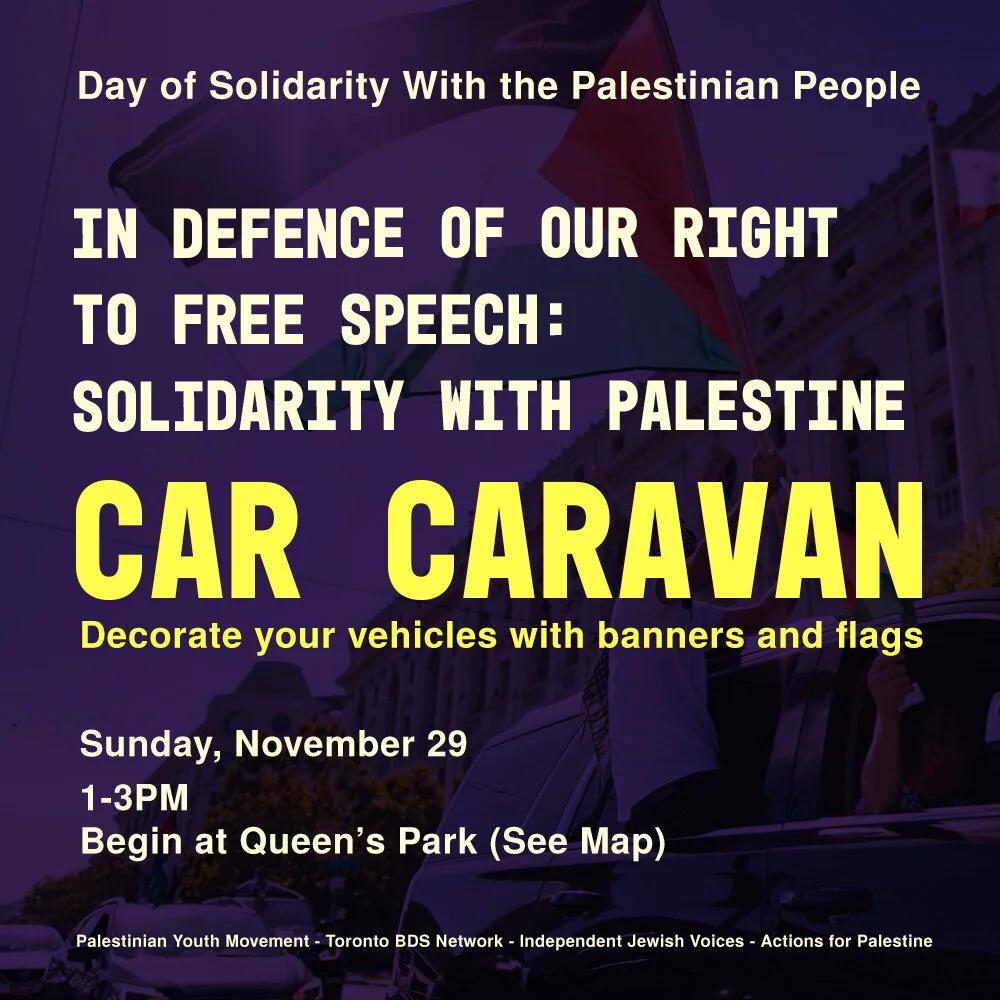 Day of Solidarity With the Palestinian People
IN DEFENCE OF OUR RIGHT
TO FREE SPEECH:
SOLIDARITY WITH PALESTINE
CAR CARAVAN
Decorate your vehicles with banners and flags
Sunday, November 29
1-3PM
Begin at Queen’s Park (See Map)
Palestinian Youth Movement - Toronto BDS Network - Independent Jewish Voices - Actions for Palestine